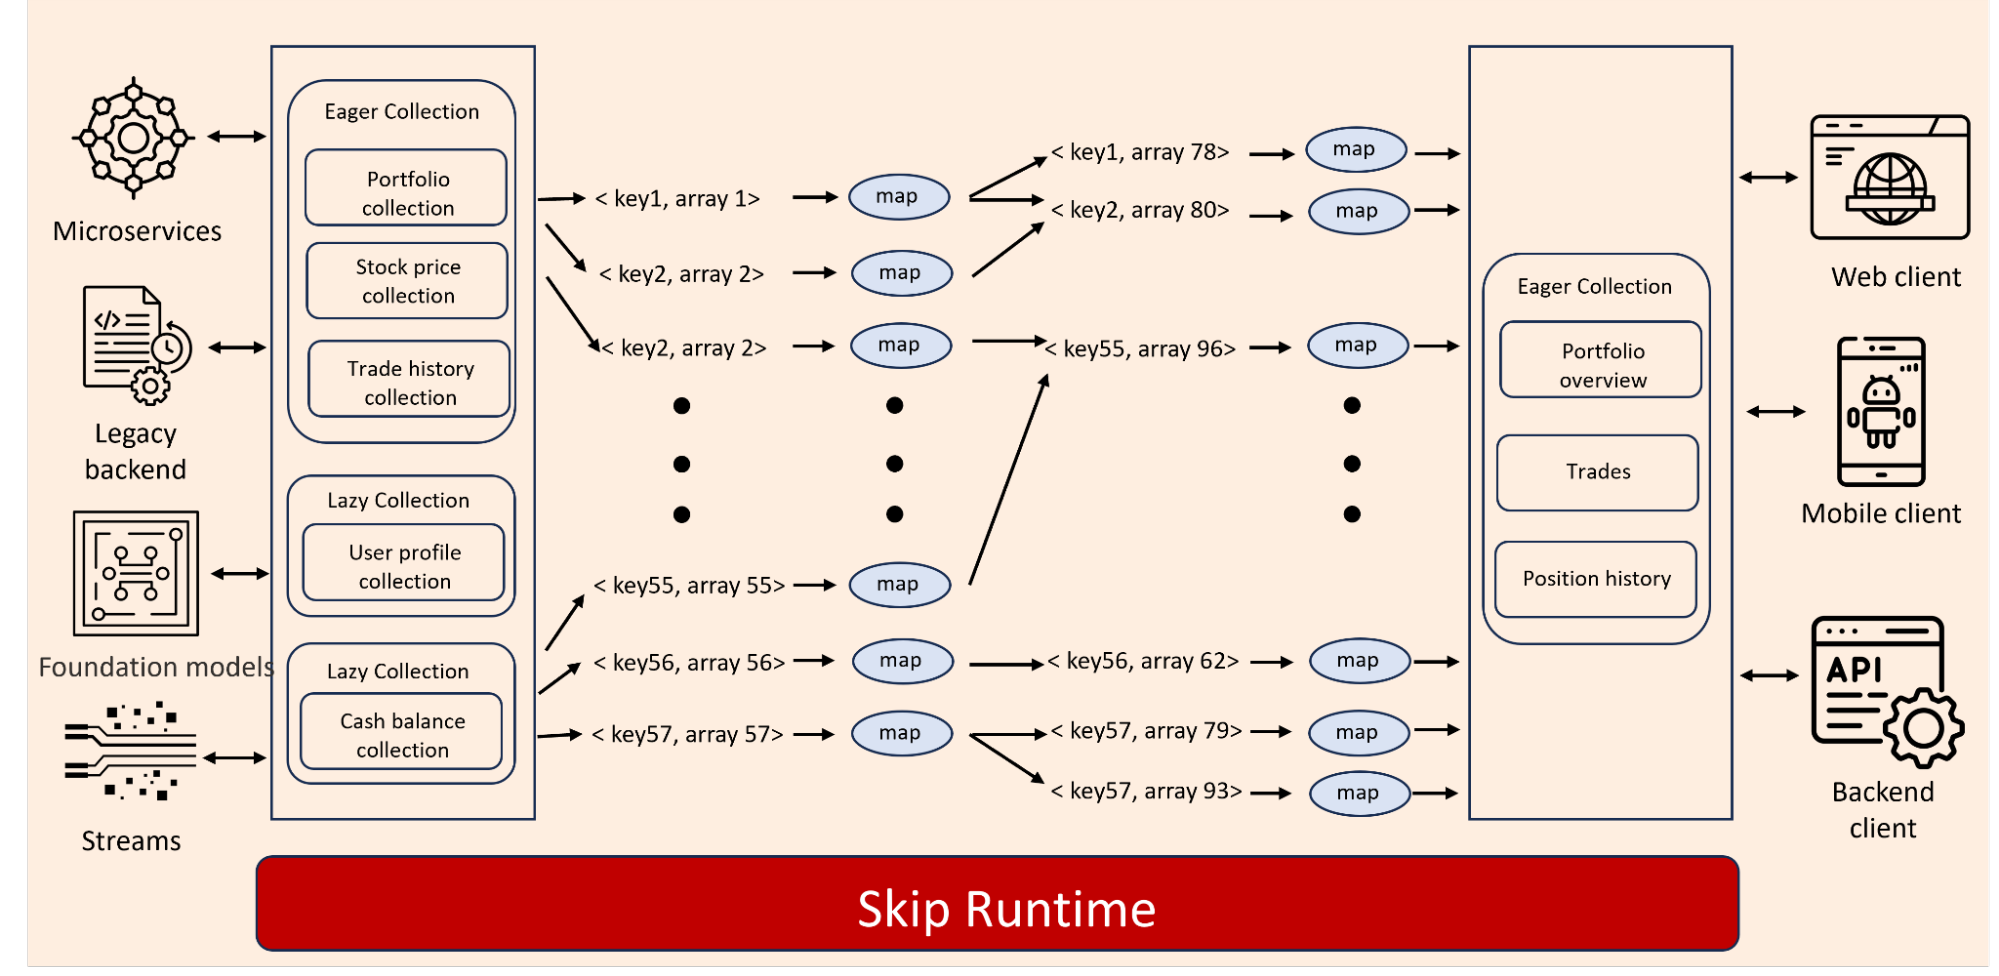 Microservices
Legacy
backend
Foundation models
Streams
Eager Collection
Portfolio
collection
Stock price
collection
Trade history
collection
Lazy Collection
User profile
collection
Lazy Collection
Cash balance
collection
< key1, array 1>
< key2, array 2>
< key2, array 2>
< key55, array 55>
< key56, array 56>
< key57, array 57>
map
map
map
map
map
map
< key1, array 78>
< key2, array 80>
< key55, array 96>
< key56, array 62>
< key57, array 79>
< key57, array 93>
map
map
map
map
map
map
Eager Collection
Portfolio
overview
Trades
Position history
Web client
Mobile client
API
Backend
client
Skip Runtime